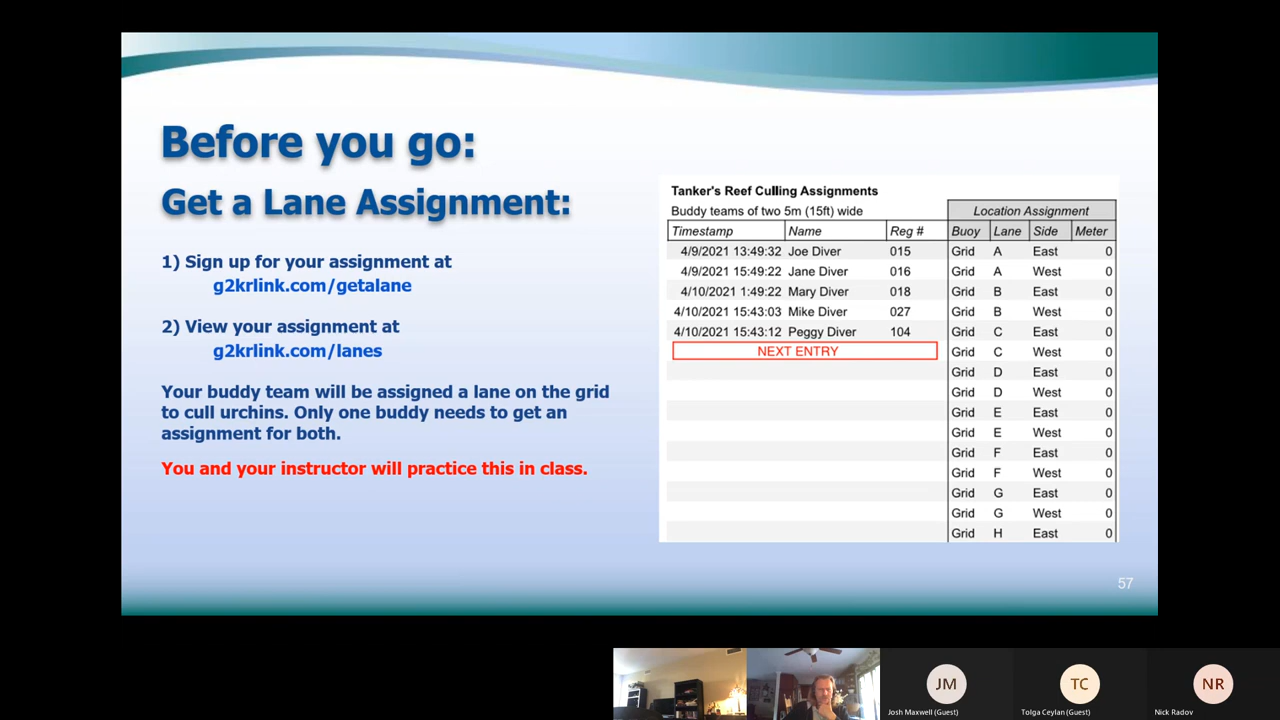 Before you go:
Get a Lane Assignment:
1) Sign up for your assignment at
g2krlink.com/getalane
2) View your assignment at
g2krlink.com/lanes
Your buddy team will be assigned a lane on the grid
to cull urchins. Only one buddy needs to get an
assignment for both.
You and your instructor will practice this in class.
Tanker's Reef Culling Assignments
Buddy teams of two 5m (15ft) wide Location Assignment
Timestamp Name Reg # Buoy Lane Side Meter
4/9/2021 13:49:32 Joe Diver 015 Grid A East 0
4/9/2021 15:49:22 Jane Diver 016 Grid A West 0
4/10/2021 1:49:22 Mary Diver 018 Grid B East 0
4/10/2021 15:43:03 Mike Diver 027 Grid B West 0
4/10/2021 15:43:12 Peggy Diver 104 Grid C East 0
NEXT ENTRY Grid C West 0
Grid D East 0
Grid D West 0
Grid E East 0
Grid E West 0
Grid F East 0
Grid F West 0
Grid G East 0
Grid G West 0
Grid H East 0
57
JM TC NR
Josh Maxwell (Guest) Tolga Ceylan (Guest) Nick Radov